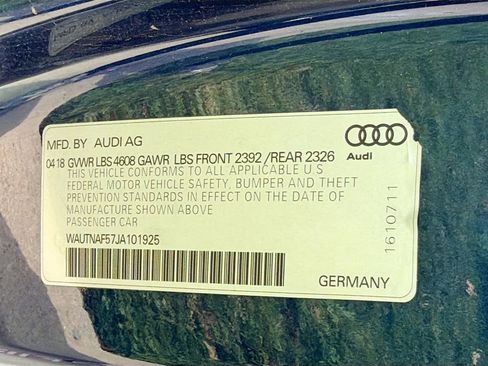 MFD. BY AUDI AG
04 18 GVWR LBS 4608 GAWR LBS FRONT 2392 /REAR 2326
Audi
THIS VEHICLE CONFORMS TO ALL APPLICABLE U.S
FEDERAL MOTOR VEHICLE SAFETY, BUMPER AND THEFT
PREVENTION STANDARDS IN EFFECT ON THE DATE OF
MANUFACTURE SHOWN ABOVE
PASSENGER CAR
WAUTNAF57JA101925
GERMANY
1610711